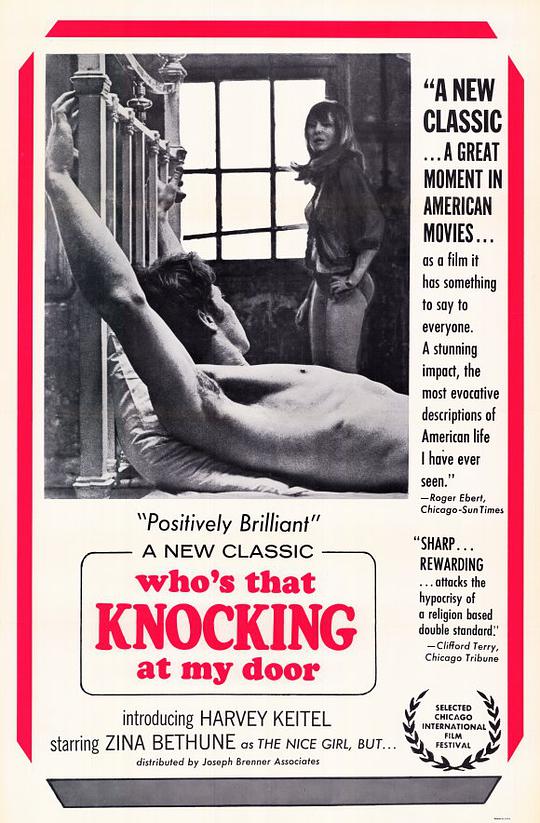 “A NEW
CLASSIC
...A GREAT
MOMENT IN
AMERICAN
MOVIES...
as a film it
has something
to say to
everyone.
A stunning
impact, the
most evocative
descriptions of
American life
I have ever
seen.”
—Roger Ebert,
Chicago-Sun Times
“SHARP...
REWARDING
...attacks the
hypocrisy of
a religion based
double standard.”
—Clifford Terry,
Chicago Tribune
“Positively Brilliant”
A NEW CLASSIC
who's that
KNOCKING
at my door
introducing HARVEY KEITEL
starring ZINA BETHUNE as THE NICE GIRL, BUT...
distributed by Joseph Brenner Associates
SELECTED
CHICAGO
INTERNATIONAL
FILM
FESTIVAL